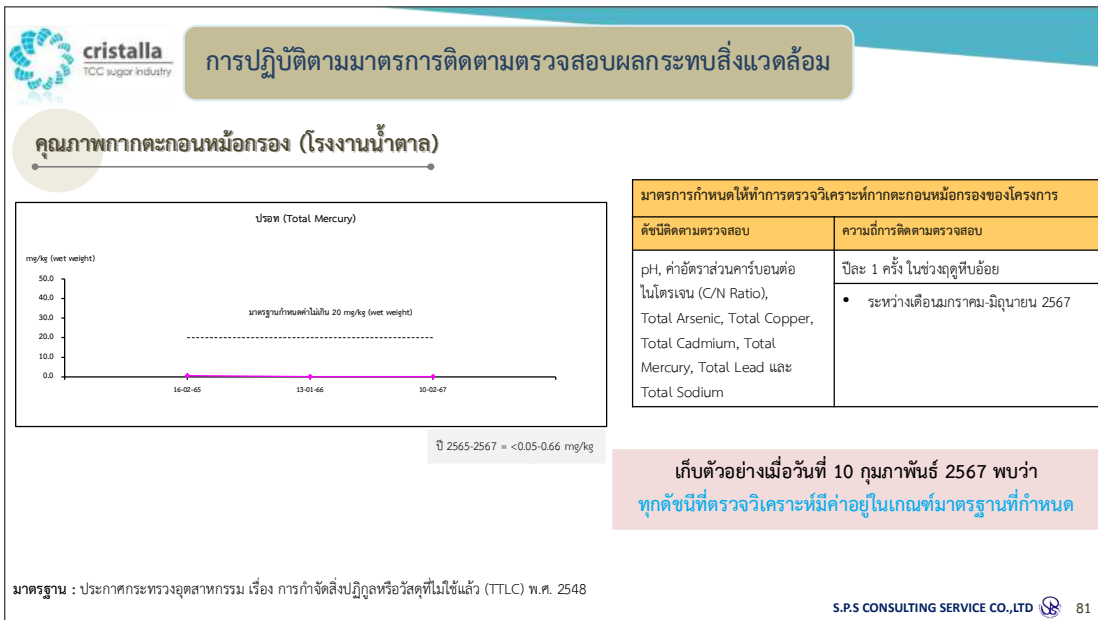 cristalla
TCC sugar industry
การปฏิบัติตามมาตรการติดตามตรวจสอบผลกระทบสิ่งแวดล้อม
คุณภาพกากตะกอนหม้อกรอง (โรงงานน้ำตาล)
ปรอท (Total Mercury)
mg/kg (wet weight)
50.0
40.0
30.0
20.0
10.0
0.0
มาตรฐานกำหนดค่าไม่เกิน 20 mg/kg (wet weight)
16-02-65 13-01-66 10-02-67
ปี 2565-2567 = <0.05-0.66 mg/kg
มาตรการกำหนดให้ทำการตรวจวิเคราะห์กากตะกอนหม้อกรองของโครงการ
ดัชนีติดตามตรวจสอบ ความถี่การติดตามตรวจสอบ
pH, ค่าอัตราส่วนคาร์บอนต่อ
ไนโตรเจน (C/N Ratio),
Total Arsenic, Total Copper,
Total Cadmium, Total
Mercury, Total Lead และ
Total Sodium
ปีละ 1 ครั้ง ในช่วงฤดูหีบอ้อย
• ระหว่างเดือนมกราคม-มิถุนายน 2567
เก็บตัวอย่างเมื่อวันที่ 10 กุมภาพันธ์ 2567 พบว่า
ทุกดัชนีที่ตรวจวิเคราะห์มีค่าอยู่ในเกณฑ์มาตรฐานที่กำหนด
มาตรฐาน : ประกาศกระทรวงอุตสาหกรรม เรื่อง การกำจัดสิ่งปฏิกูลหรือวัสดุที่ไม่ใช้แล้ว (TTLC) พ.ศ. 2548
S.P.S CONSULTING SERVICE CO.,LTD 81